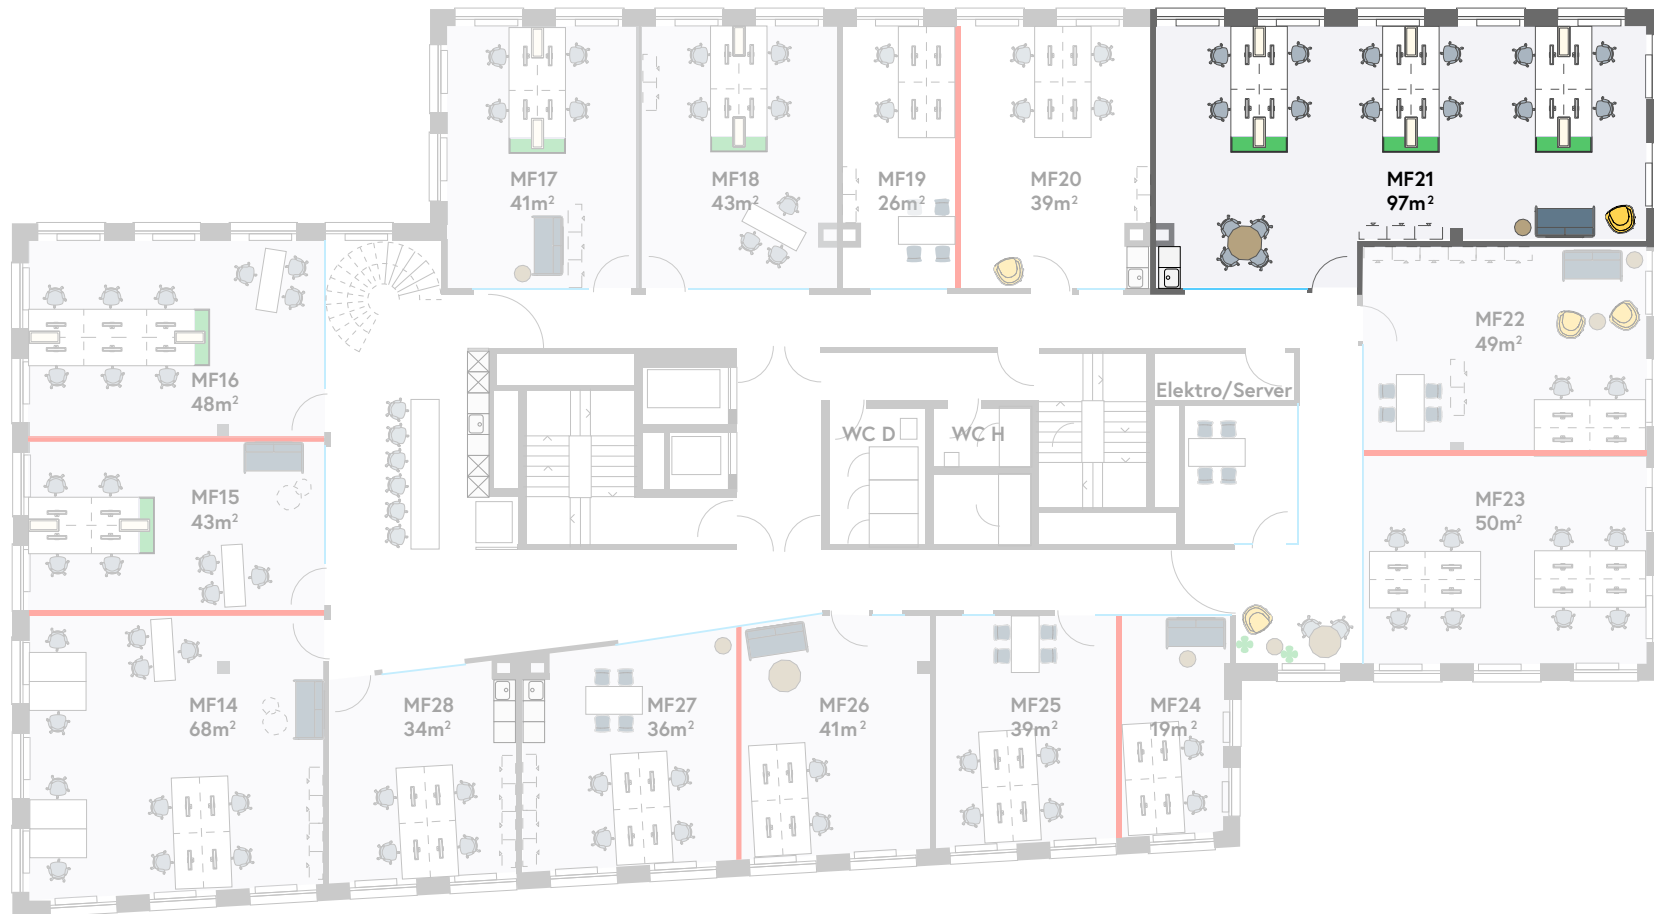 MF17
41m²
MF18
43m²
MF19
26m²
MF20
39m²
MF21
97m²
MF16
48m²
MF22
49m²
Elektro/Server
WC D
WC H
MF15
43m²
MF23
50m²
MF14
68m²
MF28
34m²
MF27
36m²
MF26
41m²
MF25
39m²
MF24
19m²